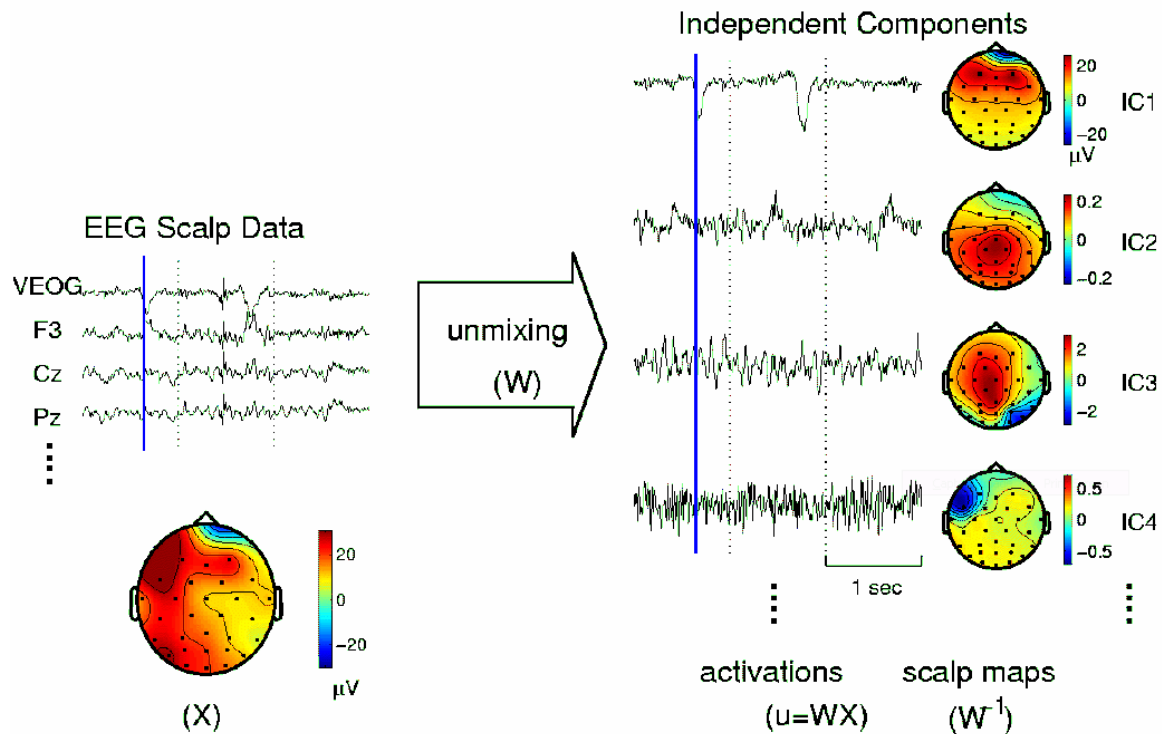 Independent Components
IC1
20
0
-20
μV
IC2
0.2
0
-0.2
IC3
2
0
-2
IC4
0.5
0
-0.5
1 sec
activations
(u=WX)
scalp maps
(W⁻¹)
EEG Scalp Data
VEOG
F3
Cz
Pz
20
0
-20
μV
(X)
unmixing
(W)